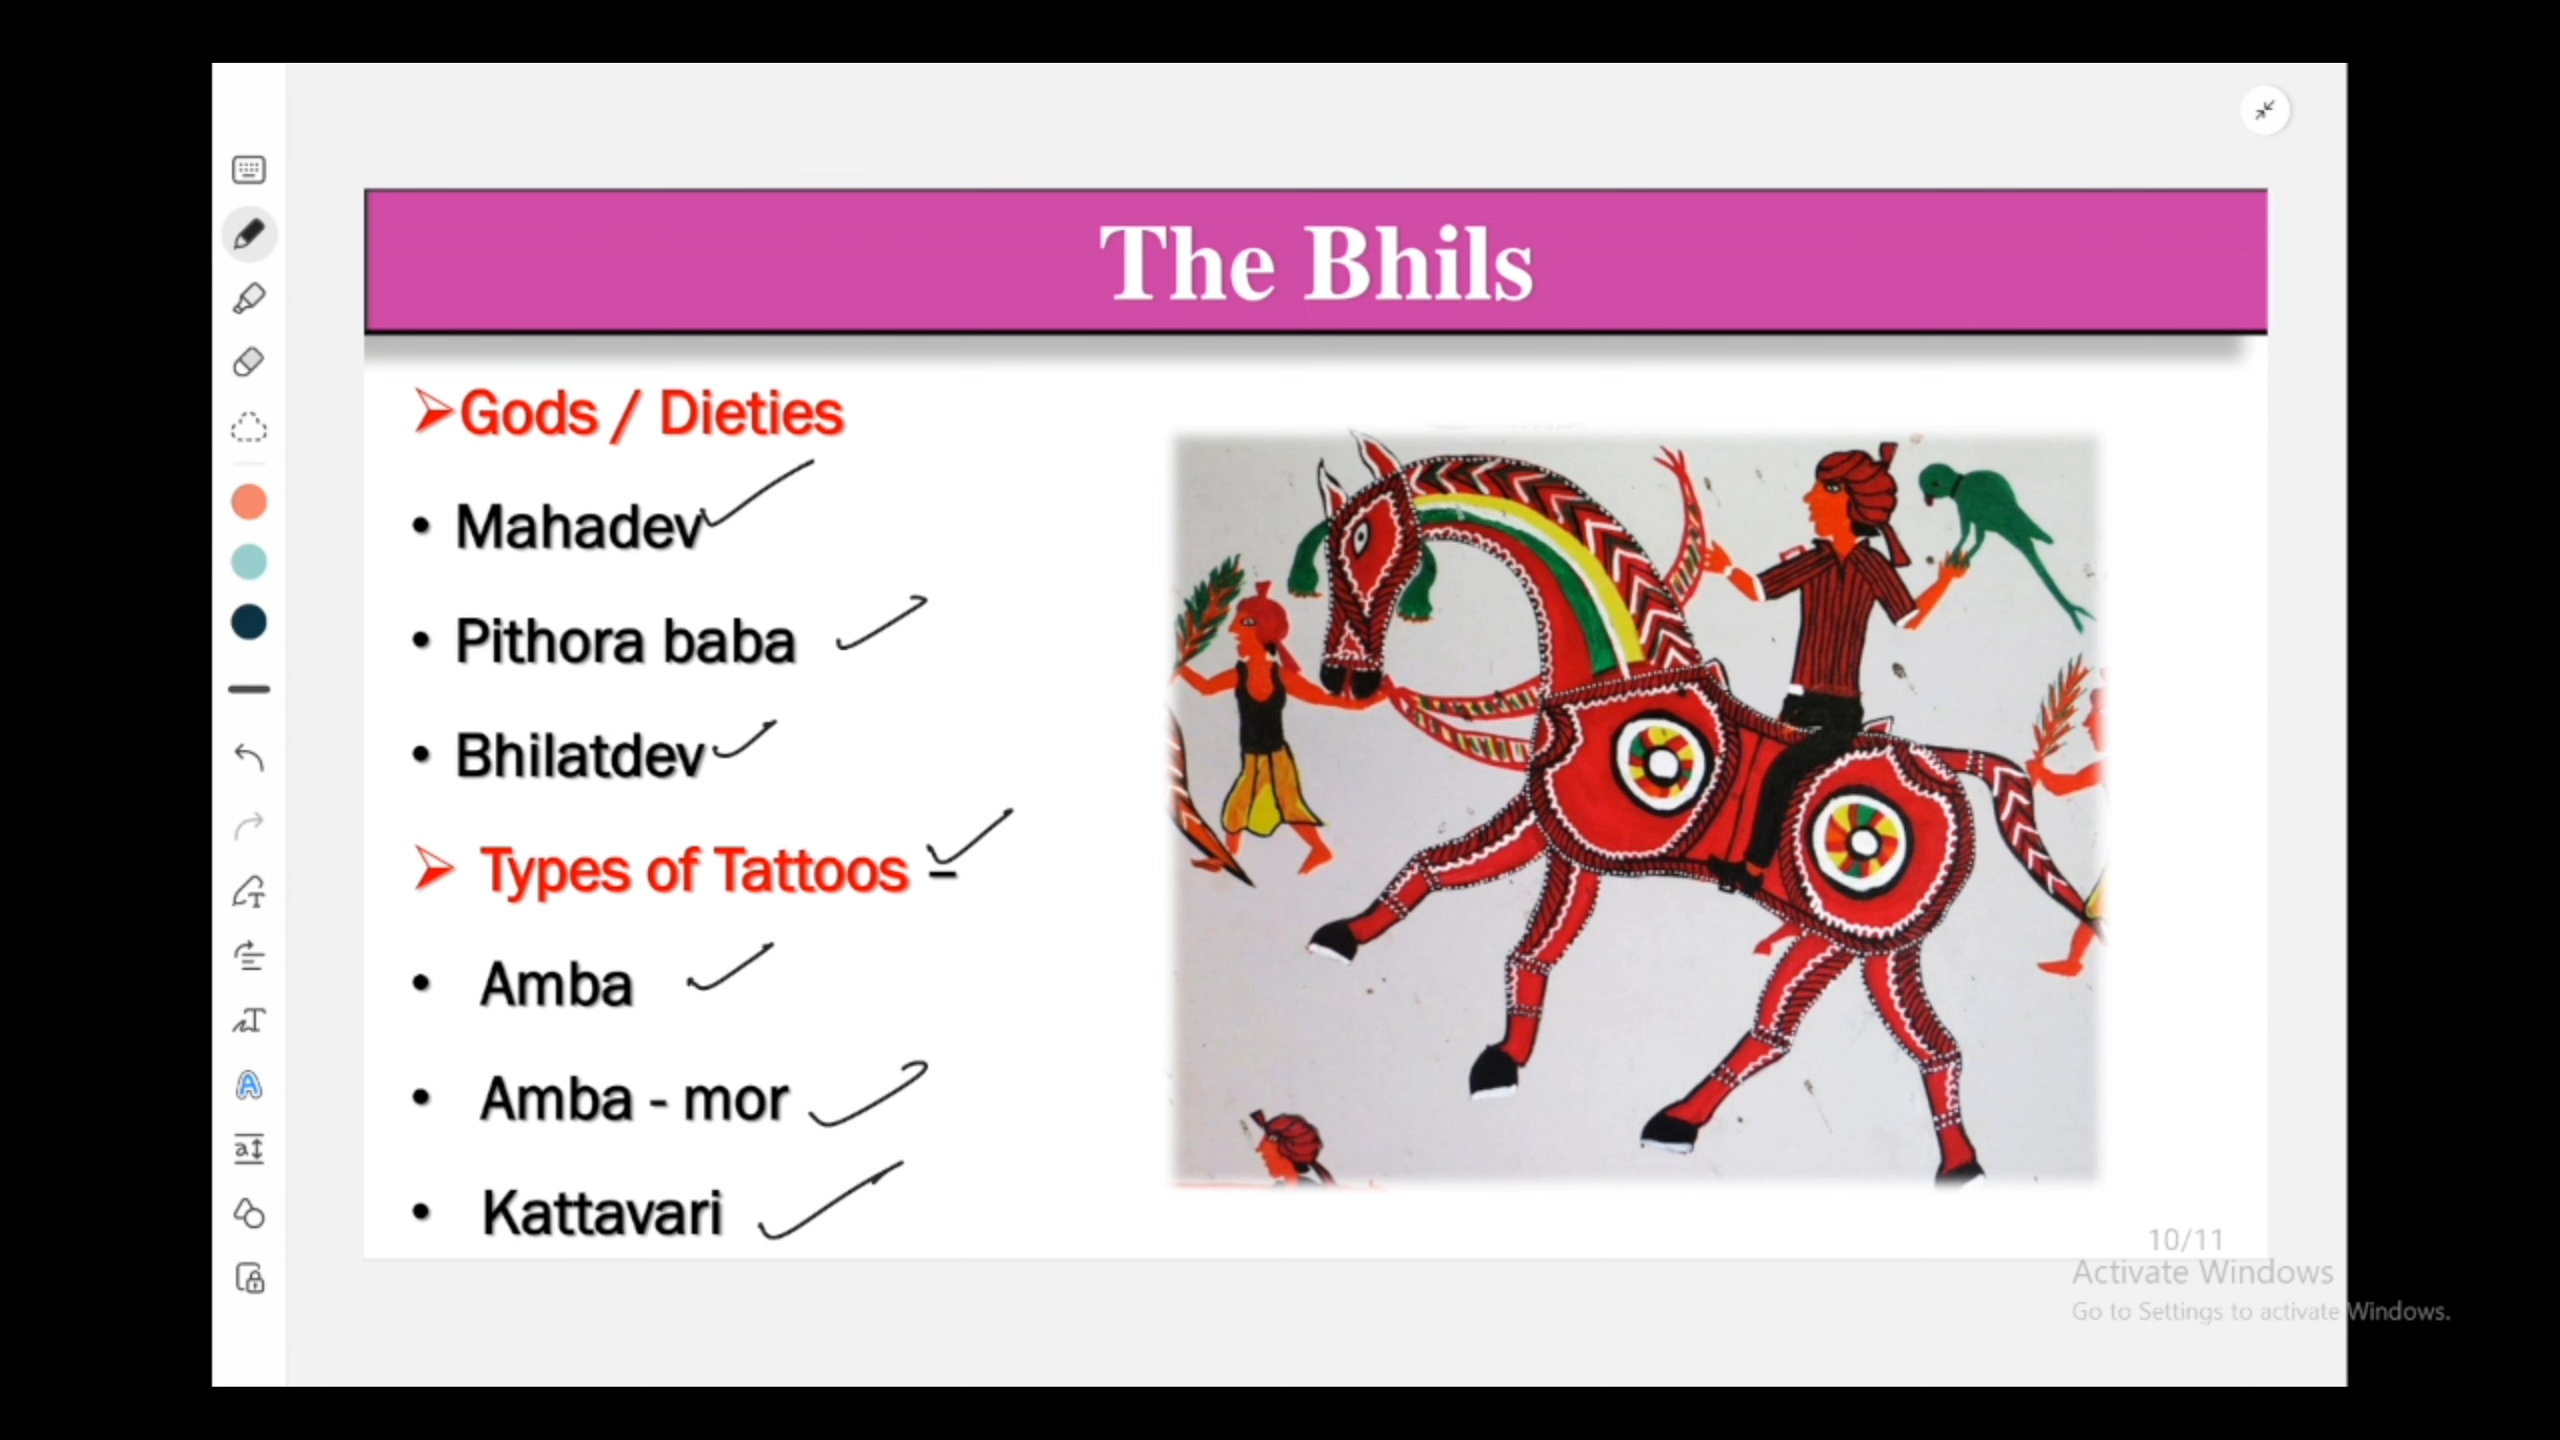 The Bhils
➢Gods / Dieties
• Mahadev
• Pithora baba
• Bhilatdev
➢ Types of Tattoos -
• Amba
• Amba - mor
• Kattavari
10/11
Activate Windows
Go to Settings to activate Windows.